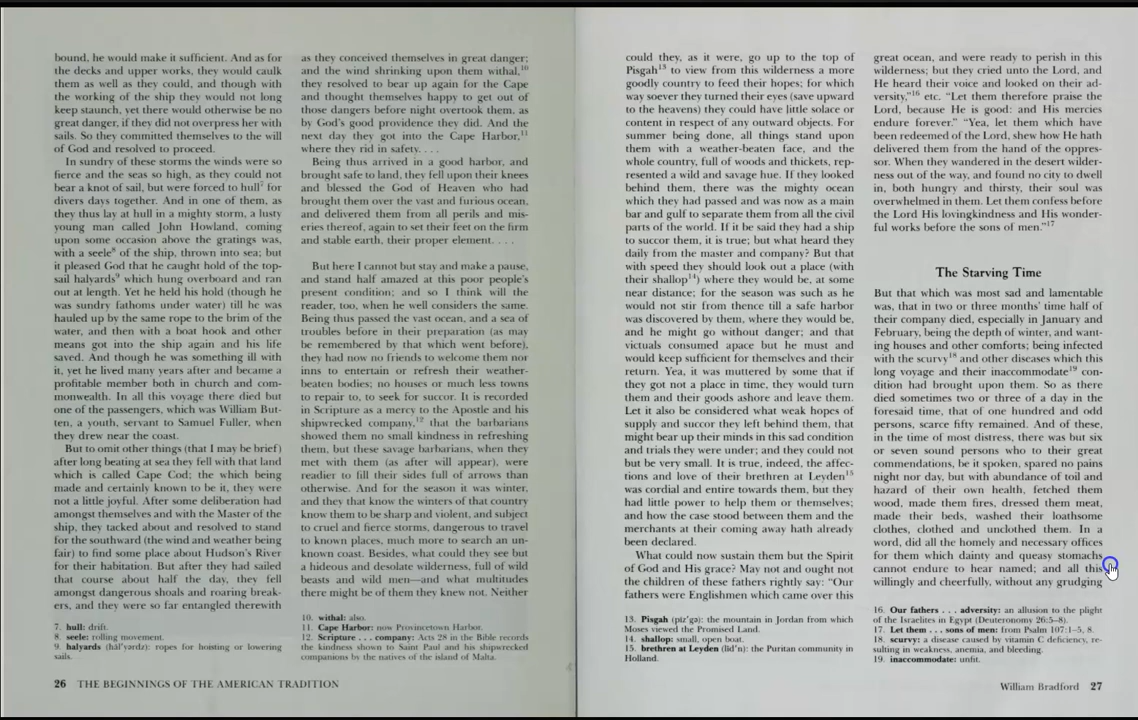 bound, he would make it sufficient. And as for
the decks and upper works, they would caulk
them as well as they could, and though with
the working of the ship they would not long
keep staunch, yet there would otherwise be no
great danger, if they did not overpress her with
sails. So they committed themselves to the will
of God and resolved to proceed.
In sundry of these storms the winds were so
fierce and the seas so high, as they could not
bear a knot of sail, but were forced to hull⁷ for
divers days together. And in one of them, as
they thus lay at hull in a mighty storm, a lusty
young man called John Howland, coming
upon some occasion above the gratings was,
with a seele⁸ of the ship, thrown into sea; but
it pleased God that he caught hold of the top-
sail halyards⁹ which hung overboard and ran
out at length. Yet he held his hold (though he
was sundry fathoms under water) till he was
hauled up by the same rope to the brim of the
water, and then with a boat hook and other
means got into the ship again and his life
saved. And though he was something ill with
it, yet he lived many years after and became a
profitable member both in church and com-
monwealth. In all this voyage there died but
one of the passengers, which was William But-
ten, a youth, servant to Samuel Fuller, when
they drew near the coast.
But to omit other things (that I may be brief)
after long beating at sea they fell with that land
which is called Cape Cod; the which being
made and certainly known to be it, they were
not a little joyful. After some deliberation had
amongst themselves and with the Master of the
ship, they tacked about and resolved to stand
for the southward (the wind and weather being
fair) to find some place about Hudson's River
for their habitation. But after they had sailed
that course about half the day, they fell
amongst dangerous shoals and roaring break-
ers, and they were so far entangled therewith
7. hull: drift.
8. seele: rolling movement.
9. halyards (hăl'yərdz): ropes for hoisting or lowering
sails.
as they conceived themselves in great danger;
and the wind shrinking upon them withal,¹⁰
they resolved to bear up again for the Cape
and thought themselves happy to get out of
those dangers before night overtook them, as
by God's good providence they did. And the
next day they got into the Cape Harbor,¹¹
where they rid in safety. . . .
Being thus arrived in a good harbor, and
brought safe to land, they fell upon their knees
and blessed the God of Heaven who had
brought them over the vast and furious ocean,
and delivered them from all perils and mis-
eries thereof, again to set their feet on the firm
and stable earth, their proper element. . . .
But here I cannot but stay and make a pause,
and stand half amazed at this poor people's
present condition; and so I think will the
reader, too, when he well considers the same.
Being thus passed the vast ocean, and a sea of
troubles before in their preparation (as may
be remembered by that which went before),
they had now no friends to welcome them nor
inns to entertain or refresh their weather-
beaten bodies; no houses or much less towns
to repair to, to seek for succor. It is recorded
in Scripture as a mercy to the Apostle and his
shipwrecked company,¹² that the barbarians
showed them no small kindness in refreshing
them, but these savage barbarians, when they
met with them (as after will appear), were
readier to fill their sides full of arrows than
otherwise. And for the season it was winter,
and they that know the winters of that country
know them to be sharp and violent, and subject
to cruel and fierce storms, dangerous to travel
to known places, much more to search an un-
known coast. Besides, what could they see but
a hideous and desolate wilderness, full of wild
beasts and wild men—and what multitudes
there might be of them they knew. Neither
10. withal: also.
11. Cape Harbor: now Provincetown Harbor.
12. Scripture . . . company: Acts 28 in the Bible records
the kindness shown to Saint Paul and his shipwrecked
companions by the natives of the island of Malta.
26 THE BEGINNINGS OF THE AMERICAN TRADITION
could they, as it were, go up to the top of
Pisgah¹³ to view from this wilderness a more
goodly country to feed their hopes; for which
way soever they turned their eyes (save upward
to the heavens) they could have little solace or
content in respect of any outward objects. For
summer being done, all things stand upon
them with a weather-beaten face, and the
whole country, full of woods and thickets, rep-
resented a wild and savage hue. If they looked
behind them, there was the mighty ocean
which they had passed and was now as a main
bar and gulf to separate them from all the civil
parts of the world. If it be said they had a ship
to succor them, it is true; but what heard they
daily from the master and company? But that
with speed they should look out a place (with
their shallop¹⁴) where they would be, at some
near distance; for the season was such as he
would not stir from thence till a safe harbor
was discovered by them, where they would be,
and he might go without danger; and that
victuals consumed apace but he must and
would keep sufficient for themselves and their
return. Yea, it was muttered by some that if
they got not a place in time, they would turn
them and their goods ashore and leave them.
Let it also be considered what weak hopes of
supply and succor they left behind them, that
might bear up their minds in this sad condition
and trials they were under; and they could not
but be very small. It is true, indeed, the affec-
tions and love of their brethren at Leyden¹⁵
was cordial and entire towards them, but they
had little power to help them or themselves;
and how the case stood between them and the
merchants at their coming away hath already
been declared.
What could now sustain them but the Spirit
of God and His grace? May not and ought not
the children of these fathers rightly say: "Our
fathers were Englishmen which came over this
13. Pisgah (pĭz'gə): the mountain in Jordan from which
Moses viewed the Promised Land.
14. shallop: small, open boat.
15. brethren at Leyden (līd'n): the Puritan community in
Holland.
great ocean, and were ready to perish in this
wilderness; but they cried unto the Lord, and
He heard their voice and looked on their ad-
versity,"¹⁶ etc. "Let them therefore praise the
Lord, because He is good: and His mercies
endure forever." "Yea, let them which have
been redeemed of the Lord, shew how He hath
delivered them from the hand of the oppres-
sor. When they wandered in the desert wilder-
ness out of the way, and found no city to dwell
in, both hungry and thirsty, their soul was
overwhelmed in them. Let them confess before
the Lord His lovingkindness and His wonder-
ful works before the sons of men."¹⁷
The Starving Time
But that which was most sad and lamentable
was, that in two or three months' time half of
their company died, especially in January and
February, being the depth of winter, and want-
ing houses and other comforts; being infected
with the scurvy¹⁸ and other diseases which this
long voyage and their inaccommodate¹⁹ con-
dition had brought upon them. So as there
died sometimes two or three of a day in the
foresaid time, that of one hundred and odd
persons, scarce fifty remained. And of these,
in the time of most distress, there was but six
or seven sound persons who to their great
commendations, be it spoken, spared no pains
night nor day, but with abundance of toil and
hazard of their own health, fetched them
wood, made them fires, dressed them meat,
made their beds, washed their loathsome
clothes, clothed and unclothed them. In a
word, did all the homely and necessary offices
for them which dainty and queasy stomachs
cannot endure to hear named; and all this
willingly and cheerfully, without any grudging
16. Our fathers . . . adversity: an allusion to the plight
of the Israelites in Egypt (Deuteronomy 26:5–8).
17. Let them . . . sons of men: from Psalm 107:1–5, 8.
18. scurvy: a disease caused by vitamin C deficiency, re-
sulting in weakness, anemia, and bleeding.
19. inaccommodate: unfit.
William Bradford 27